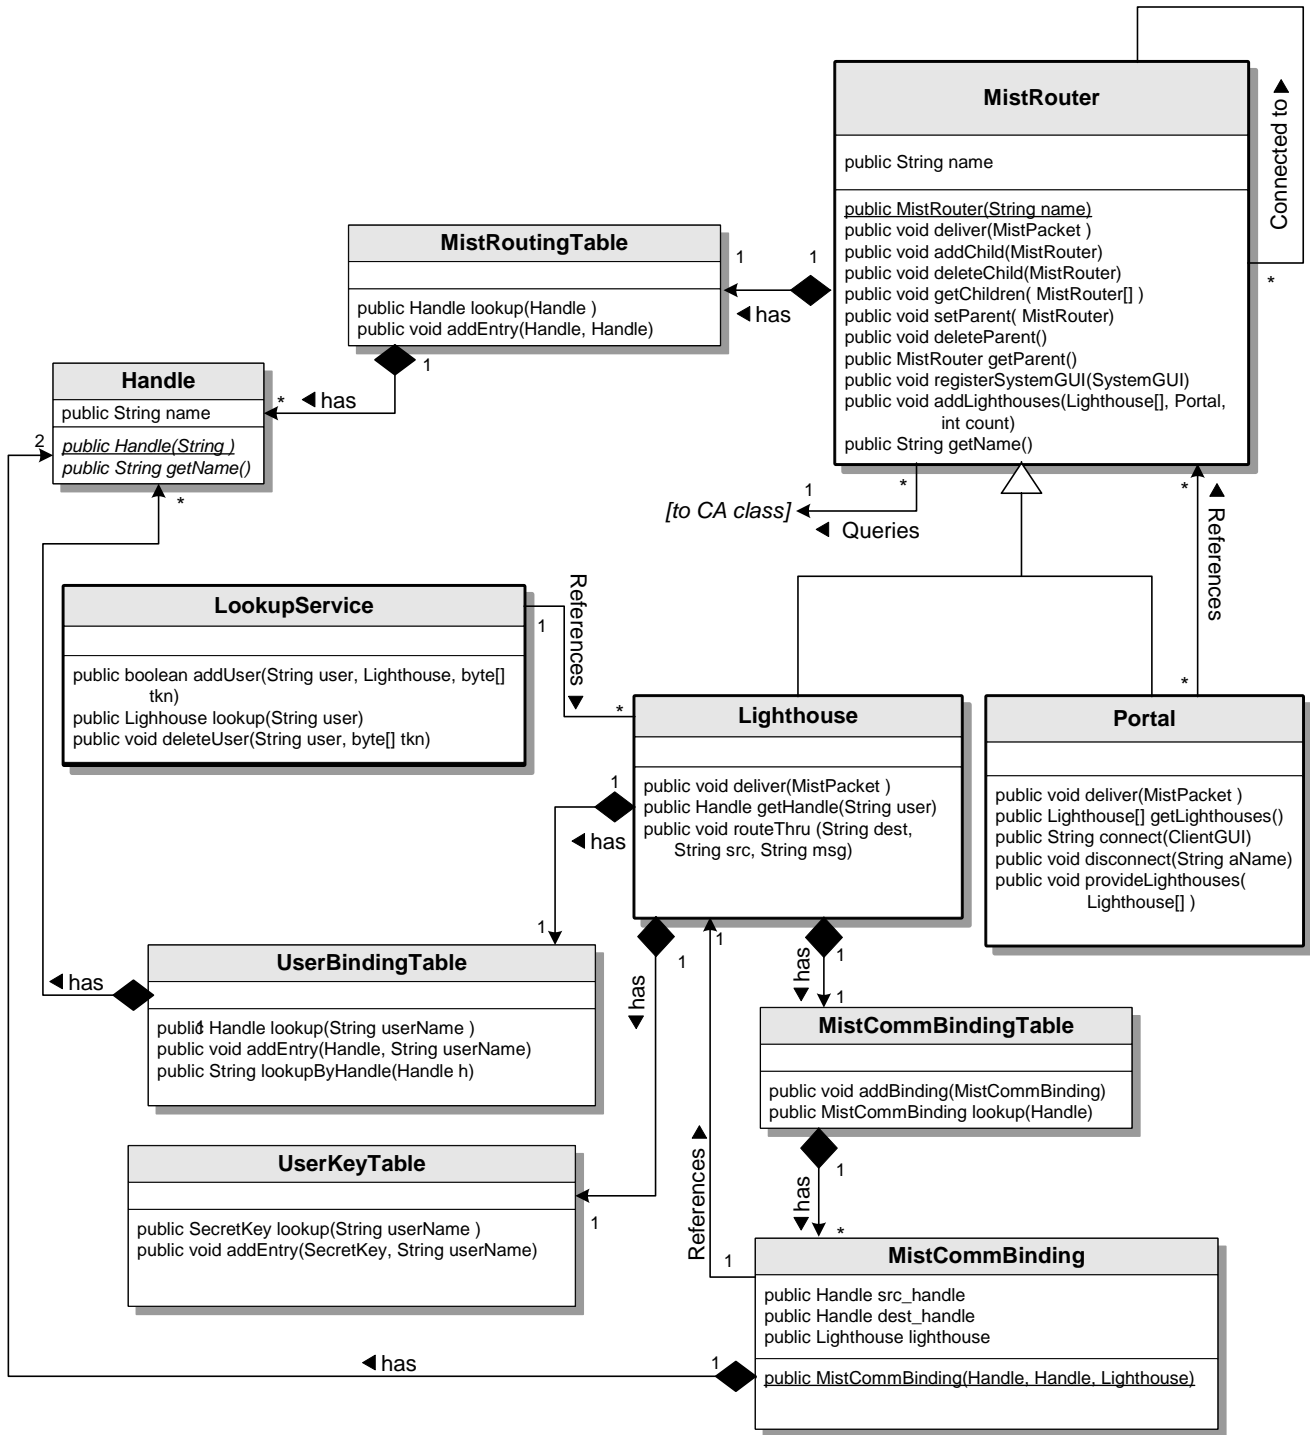 MistRouter
public String name
public MistRouter(String name)
public void deliver(MistPacket )
public void addChild(MistRouter)
public void deleteChild(MistRouter)
public void getChildren( MistRouter[] )
public void setParent( MistRouter)
public void deleteParent()
public MistRouter getParent()
public void registerSystemGUI(SystemGUI)
public void addLighthouses(Lighthouse[], Portal,
int count)
public String getName()
Connected to ▶
*
MistRoutingTable
public Handle lookup(Handle )
public void addEntry(Handle, Handle)
1
1
◀ has
1
* ◀ has
Handle
public String name
public Handle(String )
public String getName()
2
*
[to CA class]
1
*
◀ Queries
*
References ▶
*
LookupService
public boolean addUser(String user, Lighthouse, byte[]
tkn)
public Lighhouse lookup(String user)
public void deleteUser(String user, byte[] tkn)
1
References ▶
*
Lighthouse
public void deliver(MistPacket )
public Handle getHandle(String user)
public void routeThru (String dest,
String src, String msg)
Portal
public void deliver(MistPacket )
public Lighthouse[] getLighthouses()
public String connect(ClientGUI)
public void disconnect(String aName)
public void provideLighthouses(
Lighthouse[] )
1
◀ has
1
UserBindingTable
public Handle lookup(String userName )
public void addEntry(Handle, String userName)
public String lookupByHandle(Handle h)
◀ has
1
◀ has
1
1
◀ has
1
MistCommBindingTable
public void addBinding(MistCommBinding)
public MistCommBinding lookup(Handle)
UserKeyTable
public SecretKey lookup(String userName )
public void addEntry(SecretKey, String userName)
1
References ▶
1
1
◀ has
*
MistCommBinding
public Handle src_handle
public Handle dest_handle
public Lighthouse lighthouse
public MistCommBinding(Handle, Handle, Lighthouse)
◀ has
1